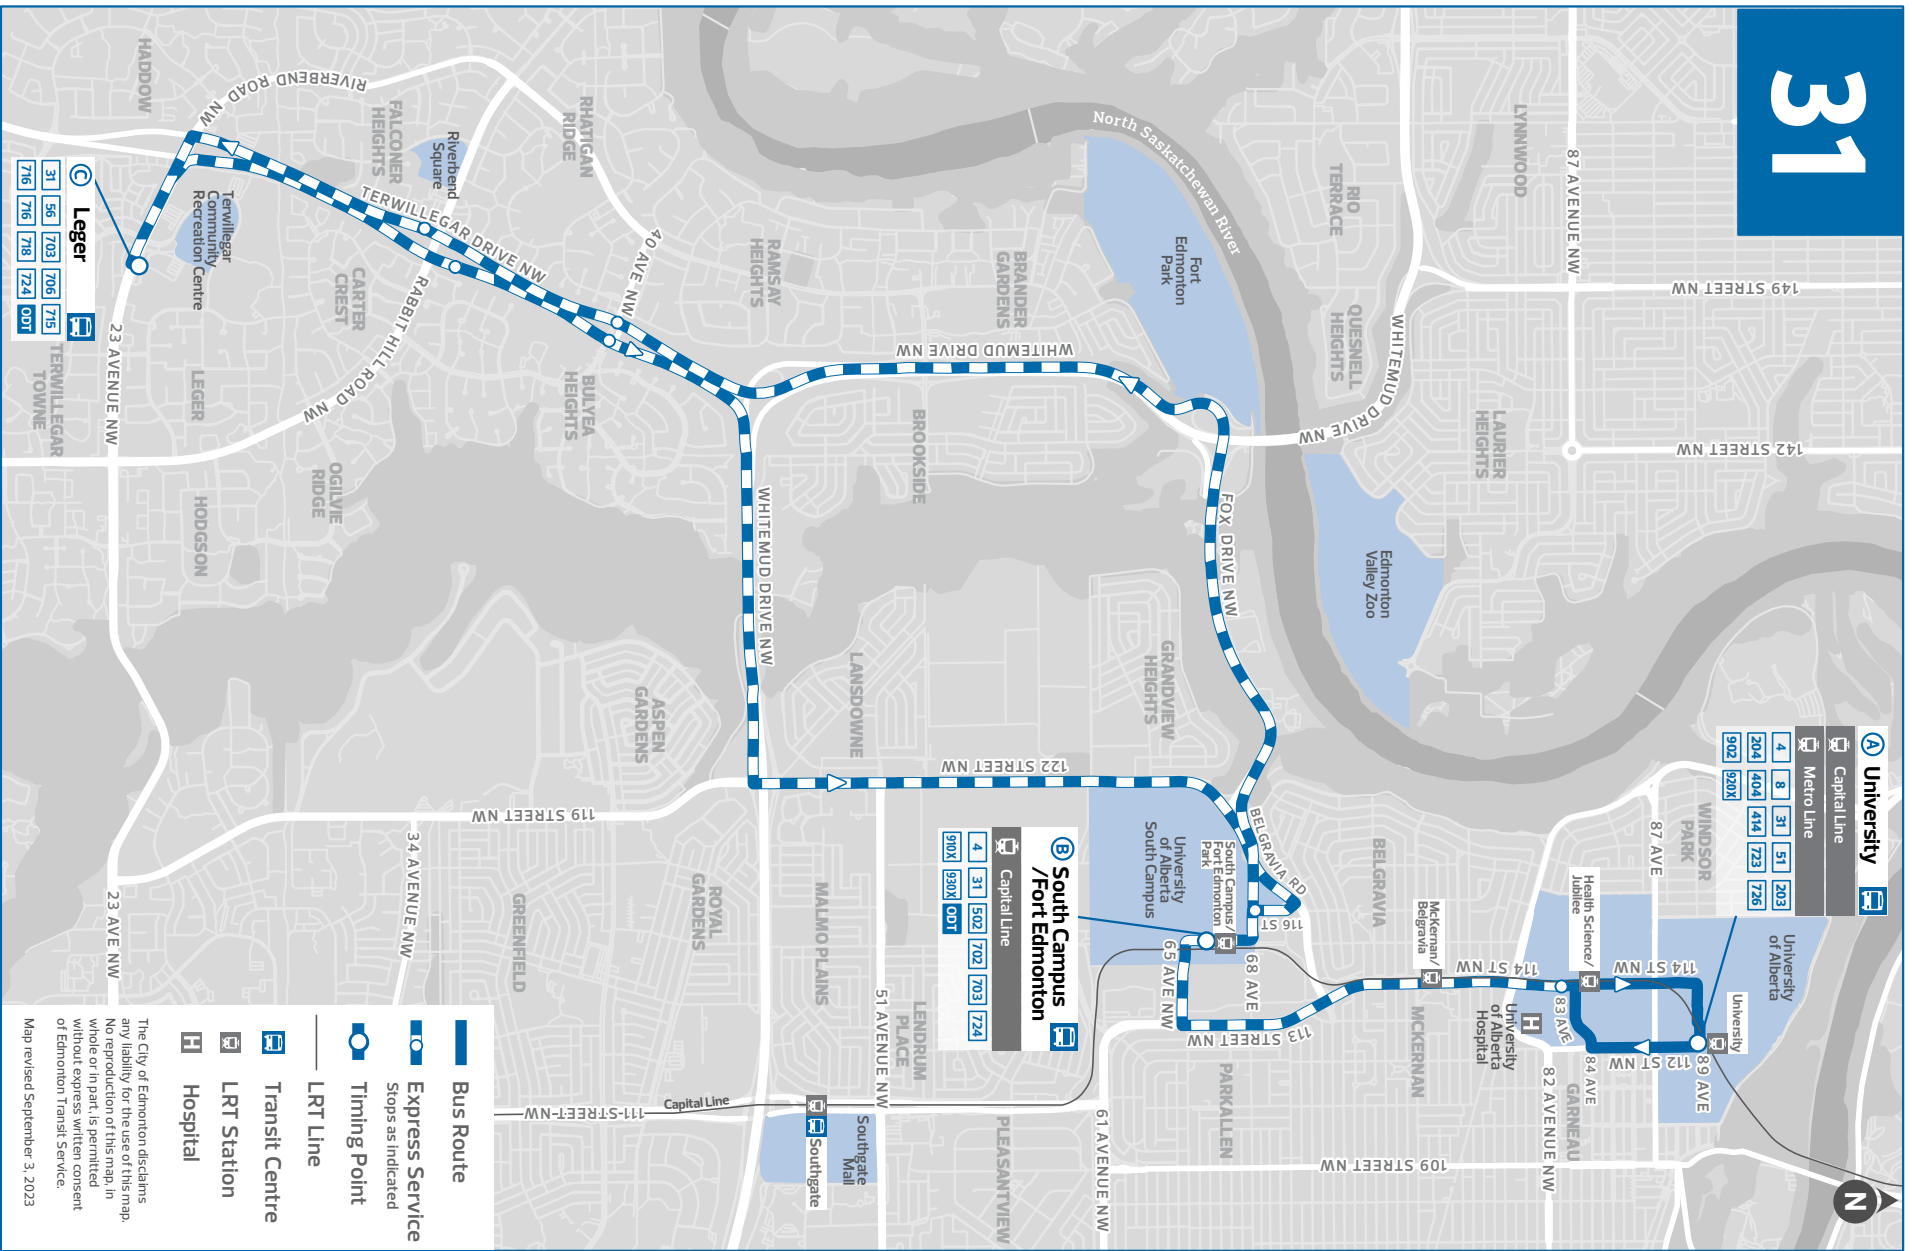 31
A University
Capital Line
Metro Line
4 8 31 51 203
204 404 414 723 726
902 920X
B South Campus
/Fort Edmonton
Capital Line
4 31 502 702 703 724
910X 930X ODT
C Leger
31 56 703 706 715
716 716 718 724 ODT
North Saskatchewan River
LYNNWOOD
87 AVENUE NW
149 STREET NW
142 STREET NW
RIO
TERRACE
QUESNELL
HEIGHTS
WHITEMUD DRIVE NW
LAURIER
HEIGHTS
Fort
Edmonton
Park
Edmonton
Valley Zoo
BRANDER
GARDENS
RAMSAY
HEIGHTS
RHATIGAN
RIDGE
40 AVE NW
Riverbend
Square
FALCONER
HEIGHTS
HADDOW
RIVERBEND ROAD NW
TERWILLEGAR DRIVE NW
Terwillegar
Community
Recreation Centre
CARTER
CREST
RABBIT HILL ROAD NW
LEGER
TERWILLEGAR
TOWNE
23 AVENUE NW
HODGSON
OGILVIE
RIDGE
BULYEA
HEIGHTS
WHITEMUD DRIVE NW
BROOKSIDE
FOX DRIVE NW
WHITEMUD DRIVE NW
LANSDOWNE
GRANDVIEW
HEIGHTS
ASPEN
GARDENS
122 STREET NW
119 STREET NW
34 AVENUE NW
23 AVE NW
GREENFIELD
ROYAL
GARDENS
MALMO PLAINS
51 AVENUE NW
LENDRUM
PLACE
University
of Alberta
South Campus
South Campus/
Fort Edmonton
Park
BELGRAVIA RD
116 ST
68 AVE
65 AVE NW
113 STREET NW
BELGRAVIA
McKernan/
Belgravia
114 ST NW
MCKERNAN
Health Science/
Jubilee
114 ST NW
WINDSOR
PARK
87 AVE
University
of Alberta
University
H
University
of Alberta
Hospital
83 AVE
84 AVE
112 ST NW
89 AVE
82 AVENUE NW
GARNEAU
PARKALLEN
61 AVENUE NW
109 STREET NW
PLEASANTVIEW
Southgate
Mall
Southgate
Capital Line
111 STREET NW
N
Bus Route
Express Service
Stops as indicated
Timing Point
LRT Line
Transit Centre
LRT Station
H Hospital
The City of Edmonton disclaims
any liability for the use of this map.
No reproduction of this map, in
whole or in part, is permitted
without express written consent
of Edmonton Transit Service.
Map revised September 3, 2023